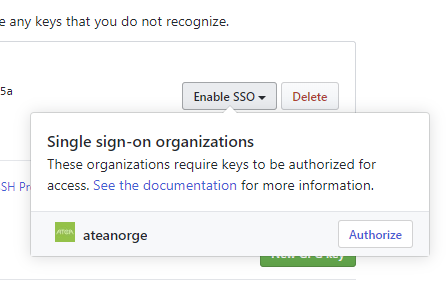 e any keys that you do not recognize.
5a
Enable SSO Delete
Single sign-on organizations
These organizations require keys to be authorized for
access. See the documentation for more information.
SH Pr
ATEA ateanorge Authorize
New GPG key